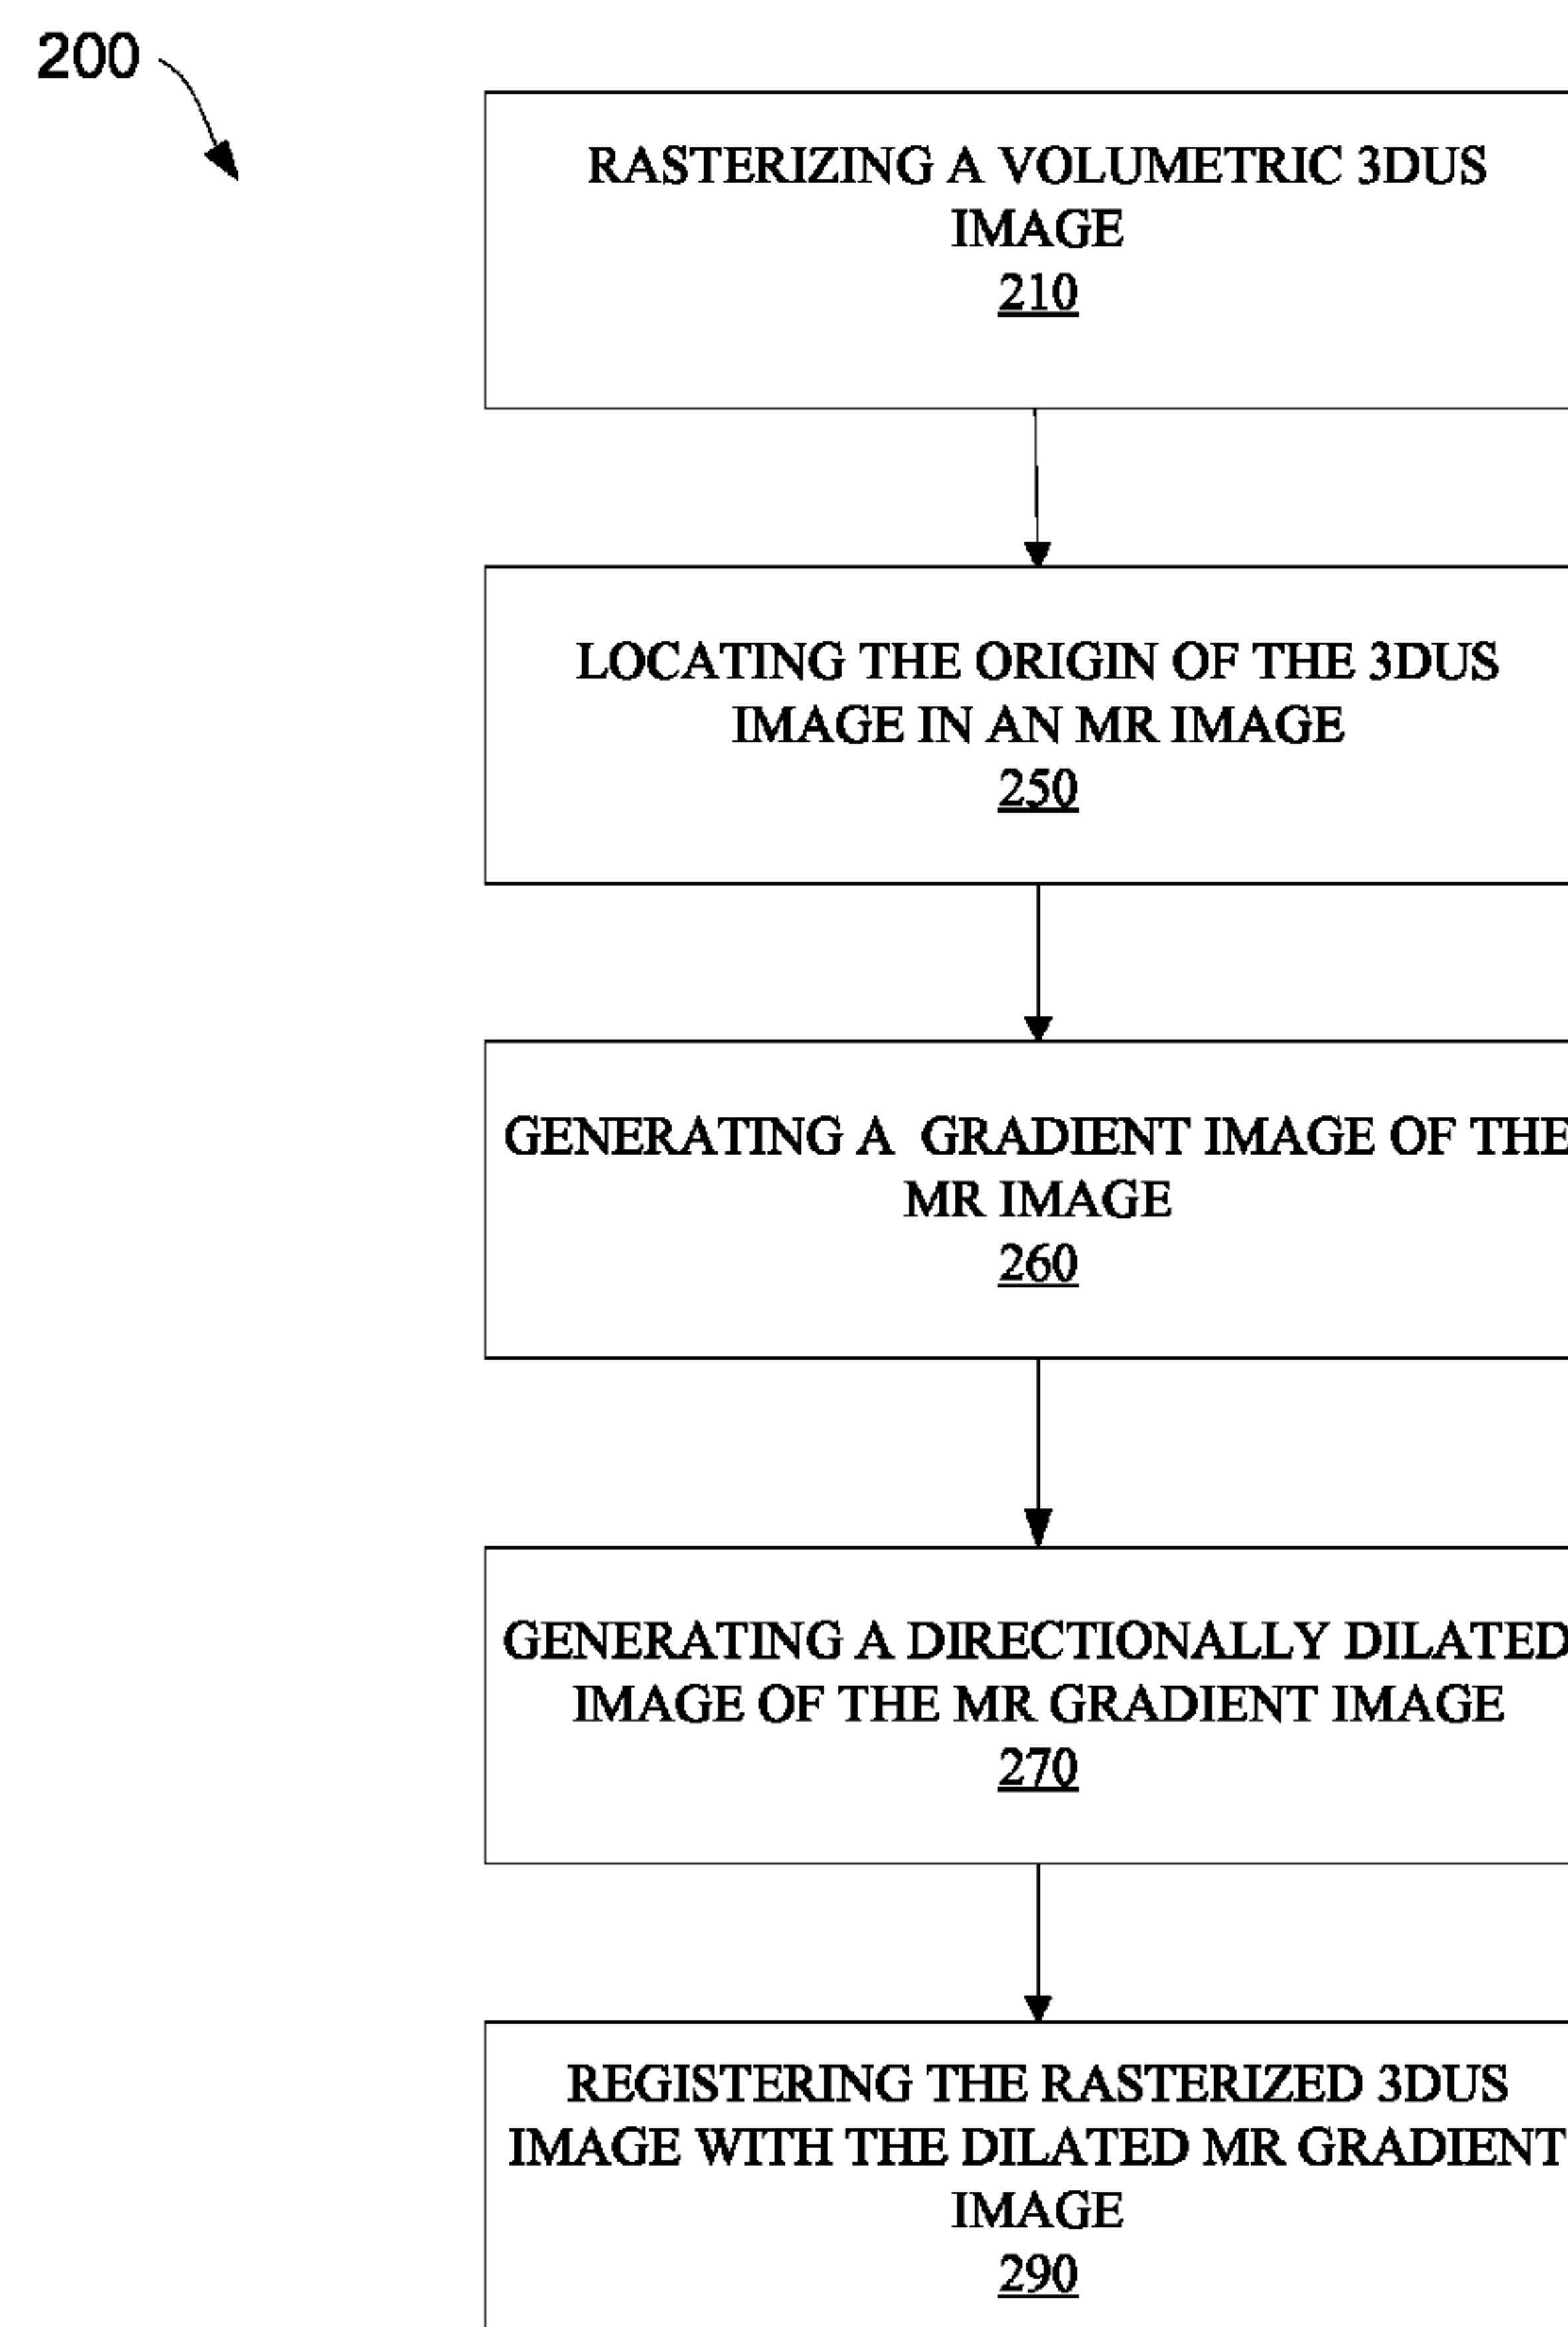 200
RASTERIZING A VOLUMETRIC 3DUS
IMAGE
210
LOCATING THE ORIGIN OF THE 3DUS
IMAGE IN AN MR IMAGE
250
GENERATING A GRADIENT IMAGE OF THE
MR IMAGE
260
GENERATING A DIRECTIONALLY DILATED
IMAGE OF THE MR GRADIENT IMAGE
270
REGISTERING THE RASTERIZED 3DUS
IMAGE WITH THE DILATED MR GRADIENT
IMAGE
290